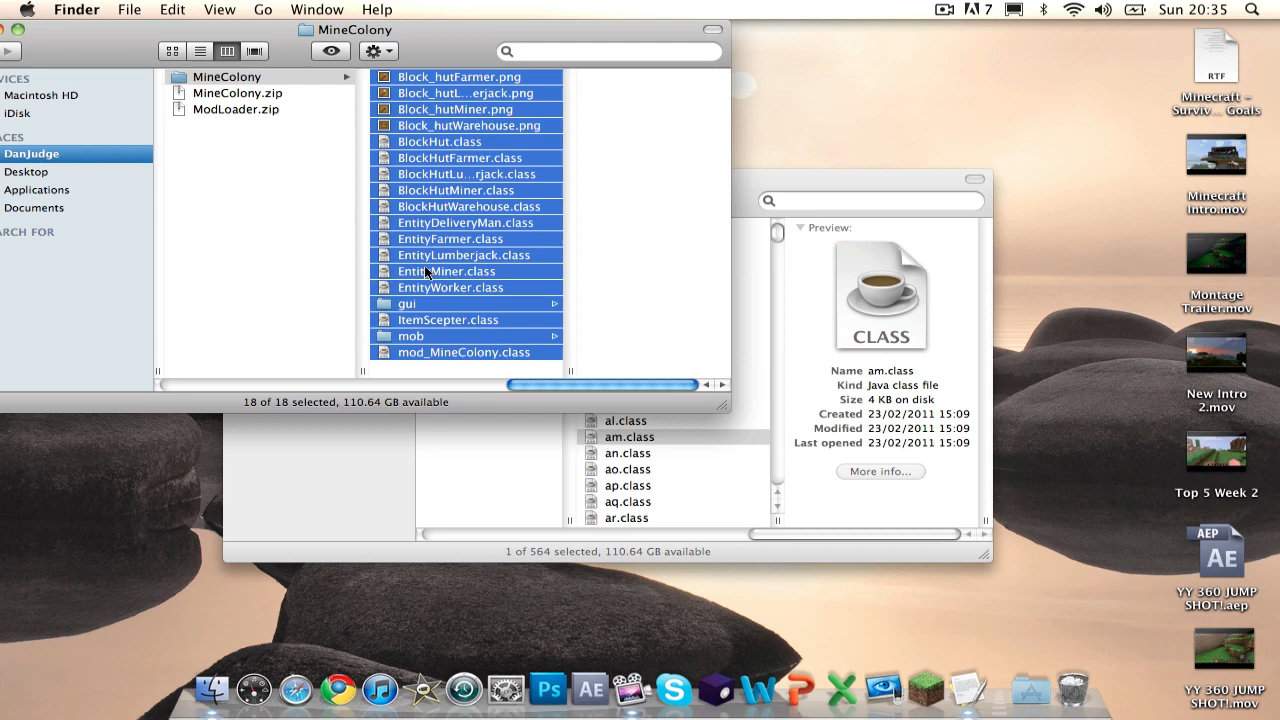 Finder File Edit View Go Window Help
7 Sun 20:35
MineColony
VICES
Macintosh HD
iDisk
ACES
DanJudge
Desktop
Applications
Documents
ARCH FOR
MineColony
MineColony.zip
ModLoader.zip
Block_hutFarmer.png
Block_hutL...erjack.png
Block_hutMiner.png
Block_hutWarehouse.png
BlockHut.class
BlockHutFarmer.class
BlockHutLu...rjack.class
BlockHutMiner.class
BlockHutWarehouse.class
EntityDeliveryMan.class
EntityFarmer.class
EntityLumberjack.class
EntityMiner.class
EntityWorker.class
gui
ItemScepter.class
mob
mod_MineColony.class
18 of 18 selected, 110.64 GB available
al.class
am.class
an.class
ao.class
ap.class
aq.class
ar.class
Preview:
CLASS
Name am.class
Kind Java class file
Size 4 KB on disk
Created 23/02/2011 15:09
Modified 23/02/2011 15:09
Last opened 23/02/2011 15:09
More info...
1 of 564 selected, 110.64 GB available
RTF
Minecraft –
Surviv... Goals
Minecraft
Intro.mov
Montage
Trailer.mov
New Intro
2.mov
Top 5 Week 2
AEP
AE
YY 360 JUMP
SHOT!.aep
YY 360 JUMP
SHOT!.mov
Ps
AE